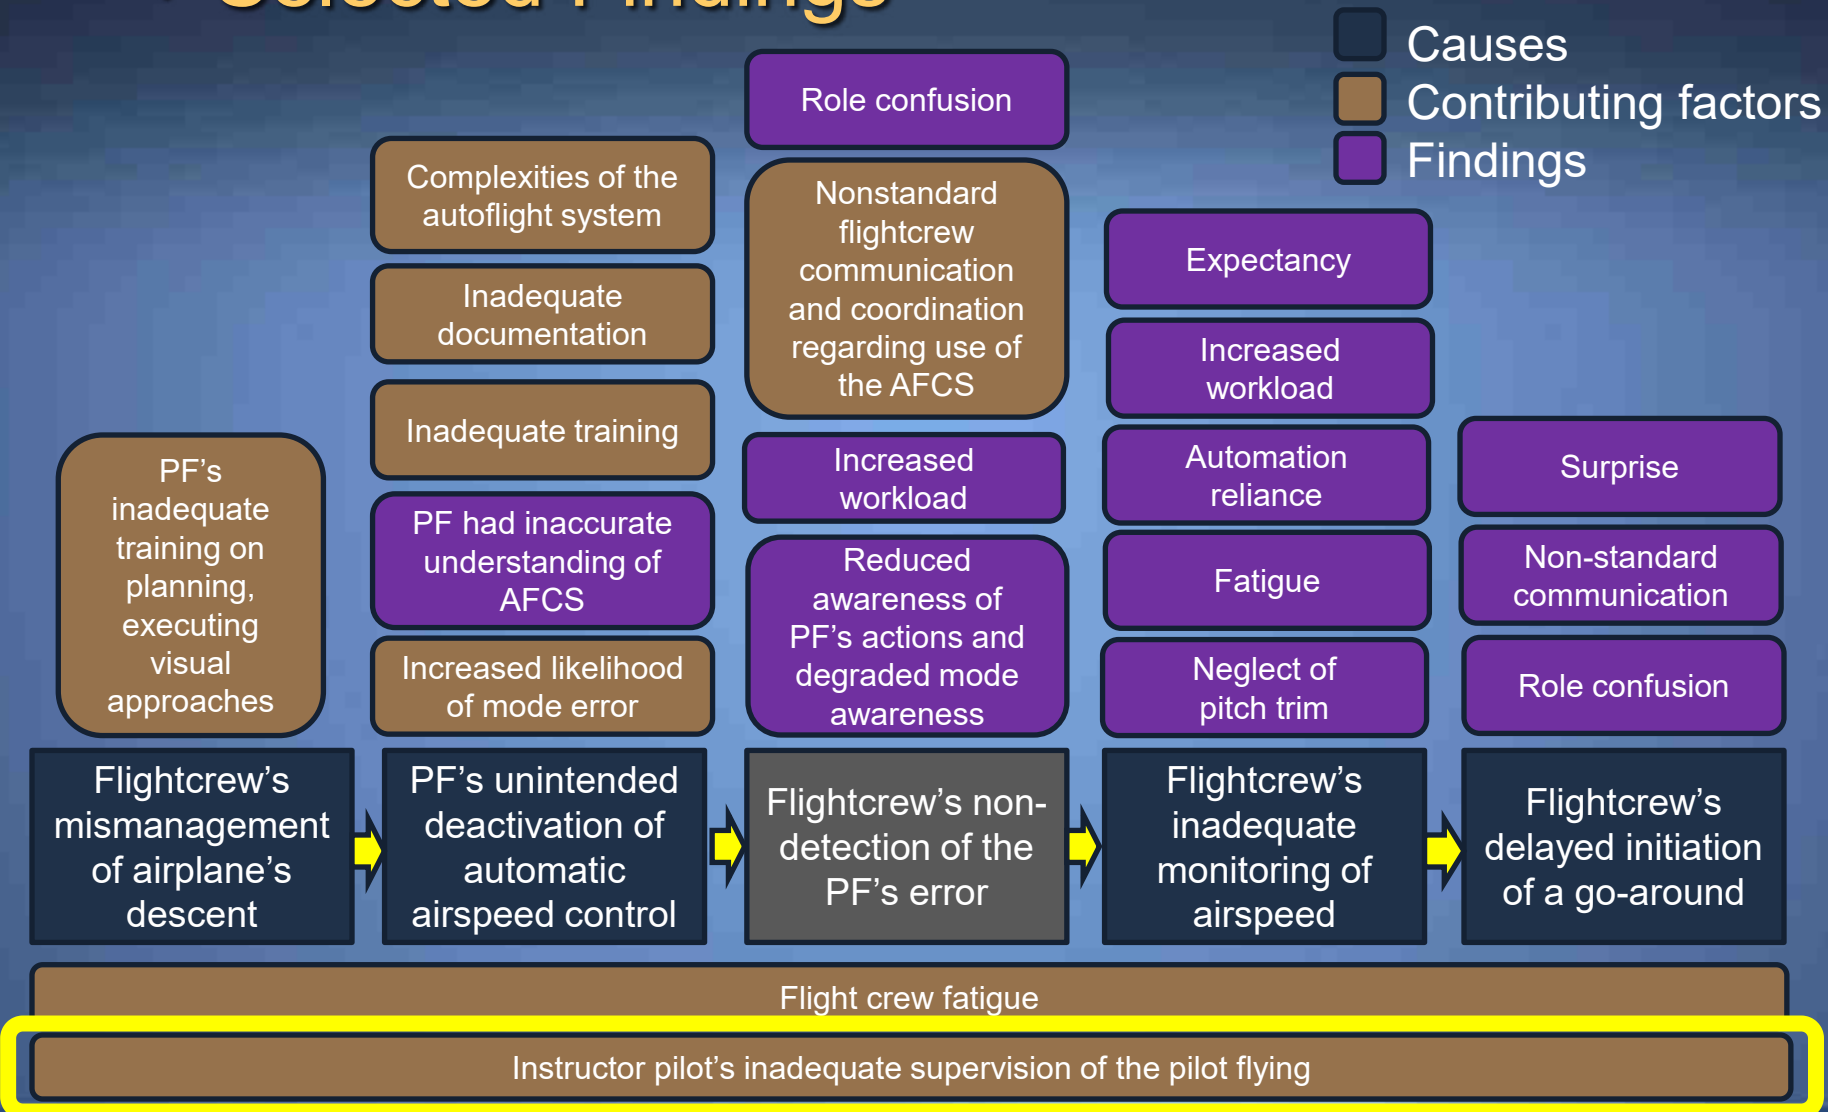 Selected Findings
Causes
Contributing factors
Findings
PF’s
inadequate
training on
planning,
executing
visual
approaches
Flightcrew’s
mismanagement
of airplane’s
descent
Complexities of the
autoflight system
Inadequate
documentation
Inadequate training
PF had inaccurate
understanding of
AFCS
Increased likelihood
of mode error
PF’s unintended
deactivation of
automatic
airspeed control
Role confusion
Nonstandard
flightcrew
communication
and coordination
regarding use of
the AFCS
Increased
workload
Reduced
awareness of
PF’s actions and
degraded mode
awareness
Flightcrew’s non-
detection of the
PF’s error
Expectancy
Increased
workload
Automation
reliance
Fatigue
Neglect of
pitch trim
Flightcrew’s
inadequate
monitoring of
airspeed
Surprise
Non-standard
communication
Role confusion
Flightcrew’s
delayed initiation
of a go-around
Flight crew fatigue
Instructor pilot’s inadequate supervision of the pilot flying